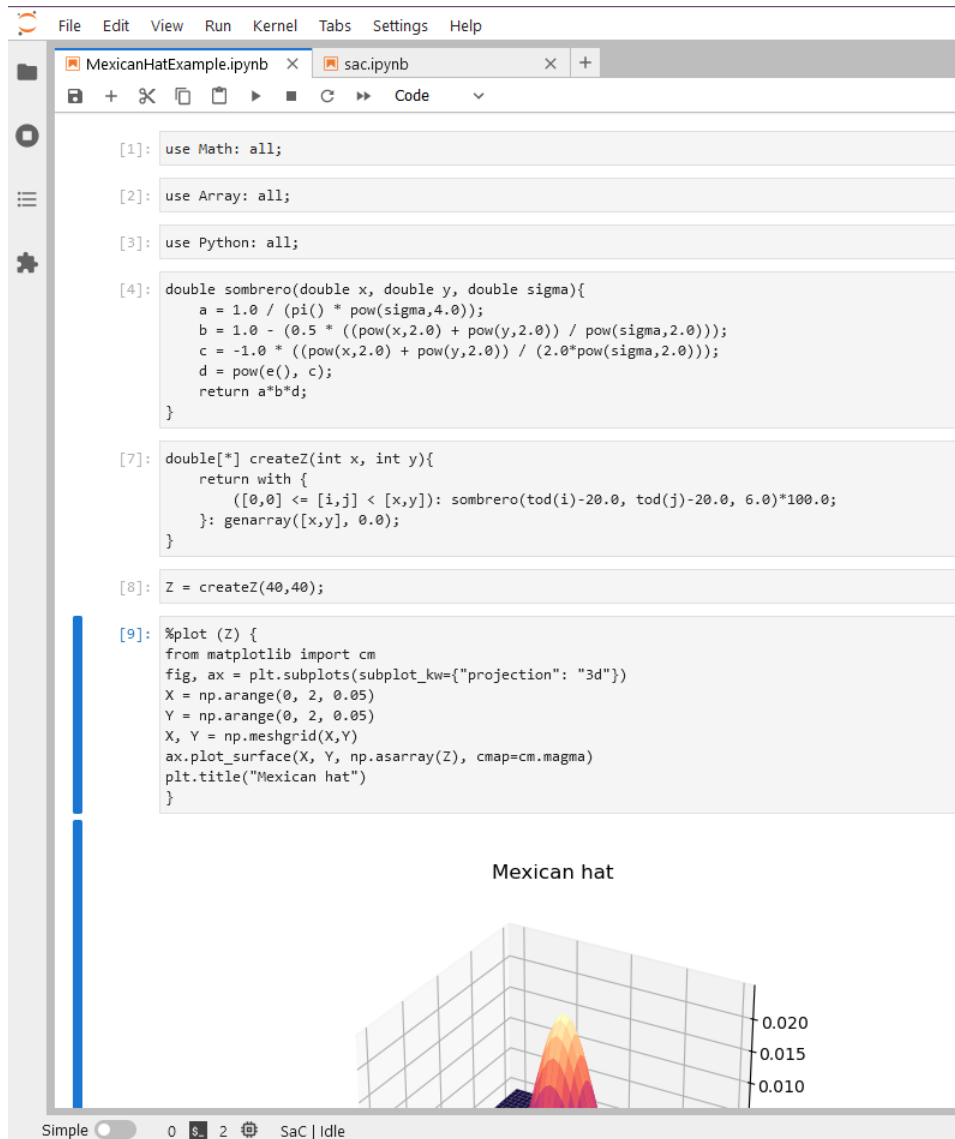 File Edit View Run Kernel Tabs Settings Help
MexicanHatExample.ipynb
sac.ipynb
Code
[1]: use Math: all;
[2]: use Array: all;
[3]: use Python: all;
[4]: double sombrero(double x, double y, double sigma){
    a = 1.0 / (pi() * pow(sigma,4.0));
    b = 1.0 - (0.5 * ((pow(x,2.0) + pow(y,2.0)) / pow(sigma,2.0)));
    c = -1.0 * ((pow(x,2.0) + pow(y,2.0)) / (2.0*pow(sigma,2.0)));
    d = pow(e(), c);
    return a*b*d;
}
[7]: double[*] createZ(int x, int y){
    return with {
        ([0,0] <= [i,j] < [x,y]): sombrero(tod(i)-20.0, tod(j)-20.0, 6.0)*100.0;
    }: genarray([x,y], 0.0);
}
[8]: Z = createZ(40,40);
[9]: %plot (Z) {
from matplotlib import cm
fig, ax = plt.subplots(subplot_kw={"projection": "3d"})
X = np.arange(0, 2, 0.05)
Y = np.arange(0, 2, 0.05)
X, Y = np.meshgrid(X,Y)
ax.plot_surface(X, Y, np.asarray(Z), cmap=cm.magma)
plt.title("Mexican hat")
}
Mexican hat
0.020
0.015
0.010
Simple 0 $_ 2 SaC | Idle